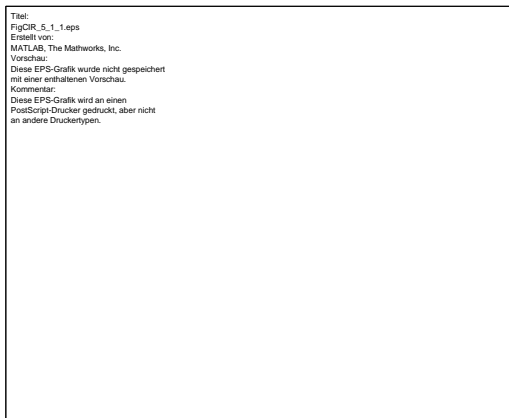 Titel:
FigCIR_5_1_1.eps
Erstellt von:
MATLAB, The Mathworks, Inc.
Vorschau:
Diese EPS-Grafik wurde nicht gespeichert
mit einer enthaltenen Vorschau.
Kommentar:
Diese EPS-Grafik wird an einen
PostScript-Drucker gedruckt, aber nicht
an andere Druckertypen.